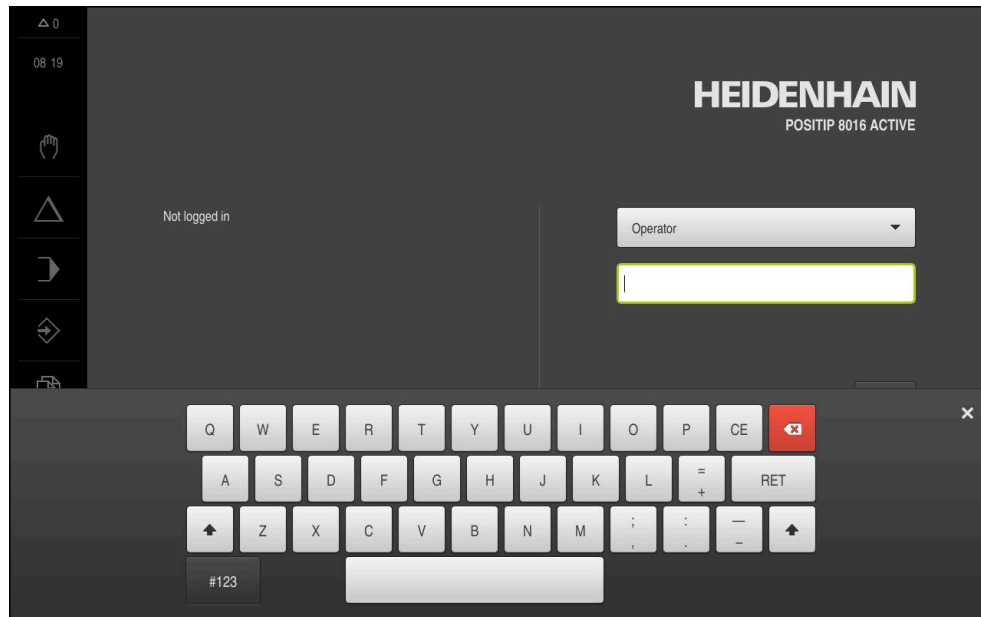 0
08 19
HEIDENHAIN
POSITIP 8016 ACTIVE
Not logged in
Operator
Q W E R T Y U I O P CE
A S D F G H J K L = + RET
Z X C V B N M ; , : . — –
#123